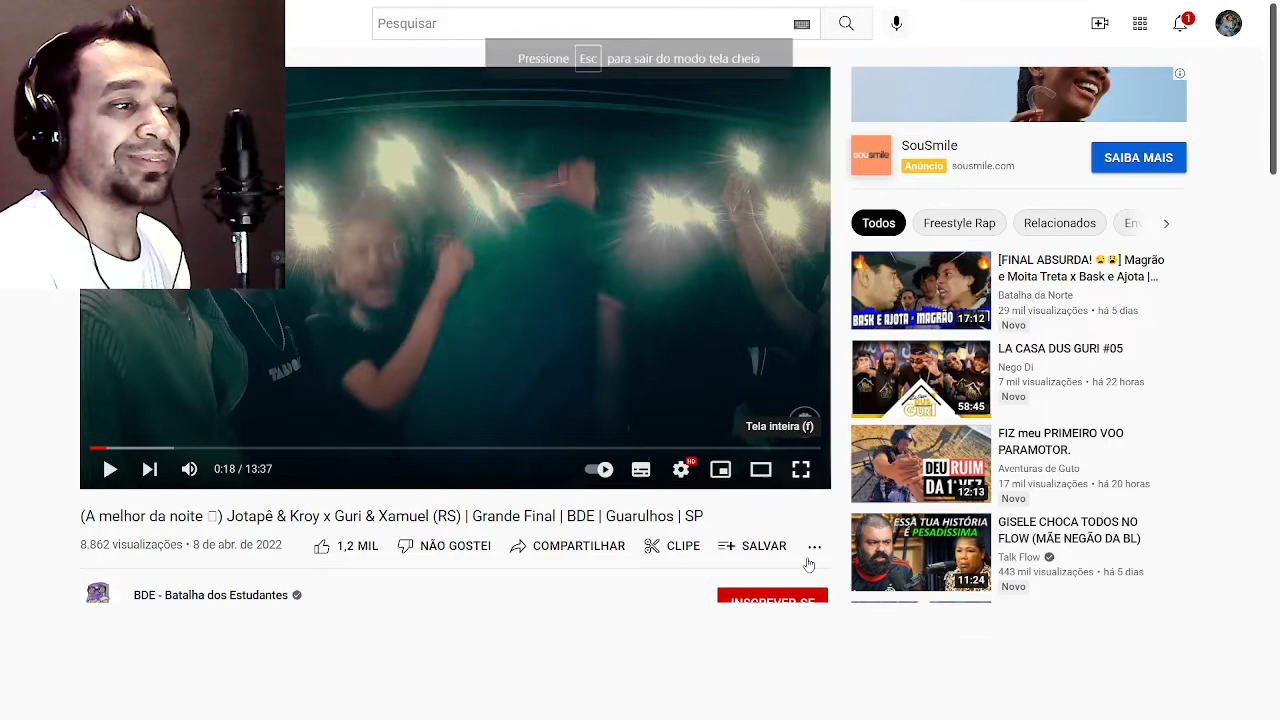 Pesquisar
1
Pressione Esc para sair do modo tela cheia
SouSmile
sousmile
Anúncio sousmile.com
SAIBA MAIS
Todos
Freestyle Rap
Relacionados
En
[FINAL ABSURDA! 😫😫] Magrão
e Moita Treta x Bask e Ajota |...
Batalha da Norte
29 mil visualizações • há 5 dias
Novo
BASK E AJOTA x MAGRÃO
17:12
LA CASA DUS GURI #05
Nego Di
7 mil visualizações • há 22 horas
Novo
GURI
58:45
FIZ meu PRIMEIRO VOO
PARAMOTOR.
Aventuras de Guto
17 mil visualizações • há 20 horas
Novo
DEU RUIM
DA 1ª VEZ
12:13
GISELE CHOCA TODOS NO
FLOW (MÃE NEGÃO DA BL)
Talk Flow
443 mil visualizações • há 5 dias
Novo
ESSA TUA HISTÓRIA
É PESADÍSSIMA
11:24
Tela inteira (f)
0:18 / 13:37
HD
(A melhor da noite 🫣) Jotapê & Kroy x Guri & Xamuel (RS) | Grande Final | BDE | Guarulhos | SP
8.862 visualizações • 8 de abr. de 2022
1,2 MIL
NÃO GOSTEI
COMPARTILHAR
CLIPE
SALVAR
BDE - Batalha dos Estudantes
INSCREVER-SE